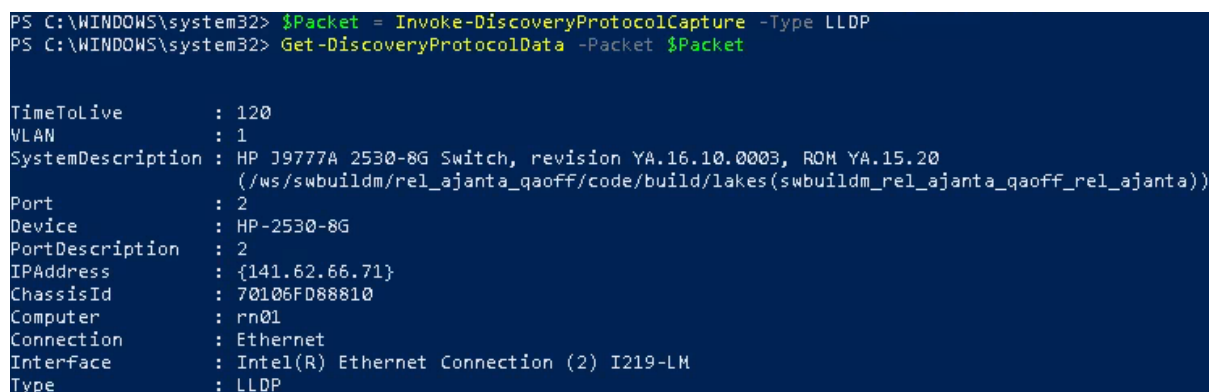 PS C:\WINDOWS\system32> $Packet = Invoke-DiscoveryProtocolCapture -Type LLDP
PS C:\WINDOWS\system32> Get-DiscoveryProtocolData -Packet $Packet
TimeToLive : 120
VLAN : 1
SystemDescription : HP J9777A 2530-8G Switch, revision YA.16.10.0003, ROM YA.15.20
(/ws/swbuildm/rel_ajanta_qaoff/code/build/lakes(swbuildm_rel_ajanta_qaoff_rel_ajanta))
Port : 2
Device : HP-2530-8G
PortDescription : 2
IPAddress : {141.62.66.71}
ChassisId : 70106FD88810
Computer : rn01
Connection : Ethernet
Interface : Intel(R) Ethernet Connection (2) I219-LM
Type : LLDP